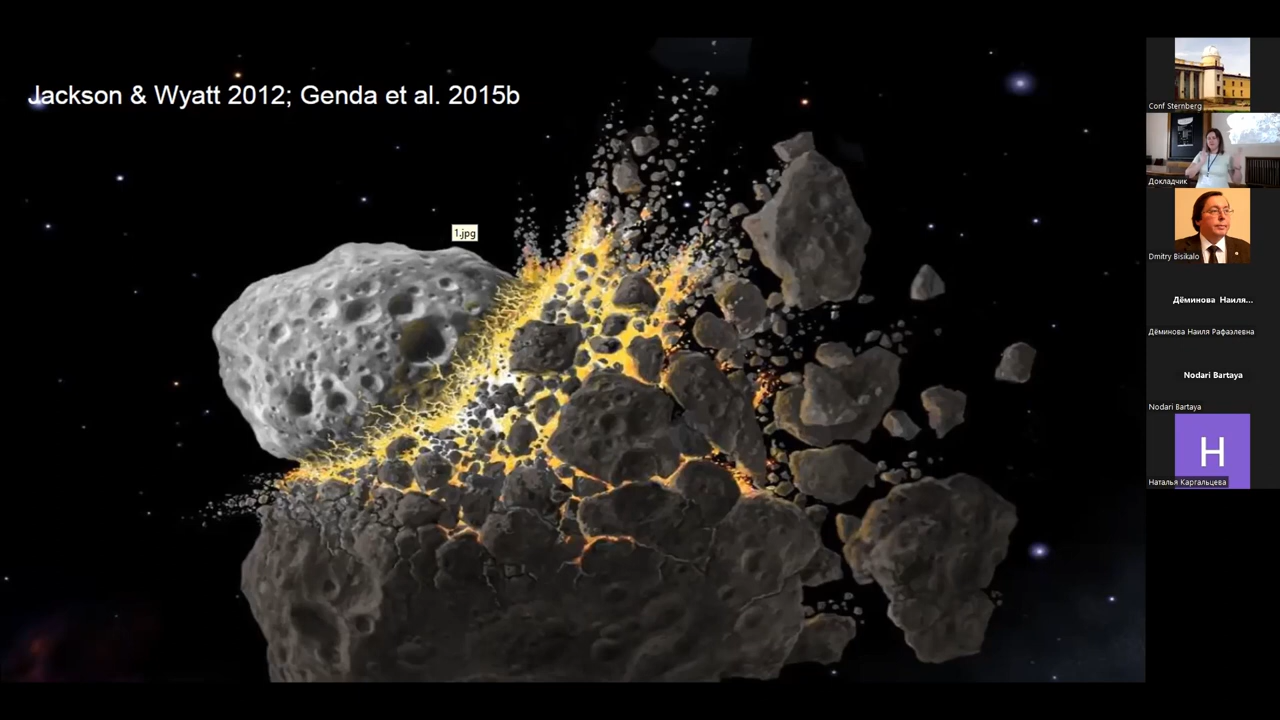 Jackson & Wyatt 2012; Genda et al. 2015b
1.jpg
Conf Sternberg
Докладчик
Dmitry Bisikalo
Дёминова Наиля...
Дёминова Наиля Рафаэлевна
Nodari Bartaya
Nodari Bartaya
H
Наталья Каргальцева